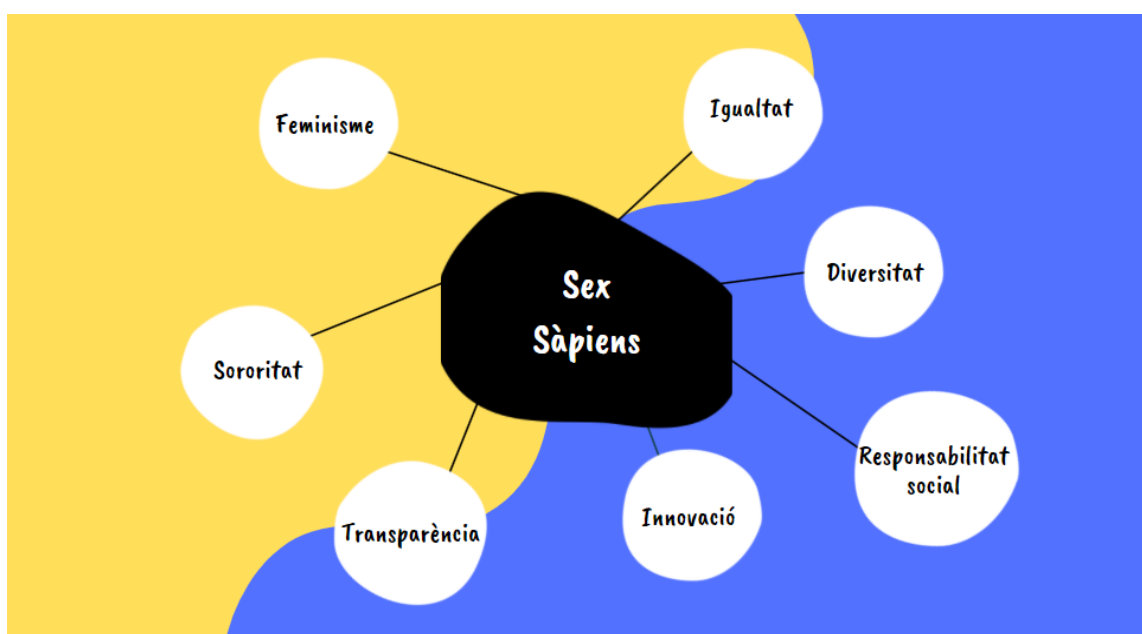 Feminisme
Igualtat
Sex
Sàpiens
Diversitat
Sororitat
Responsabilitat
social
Transparència
Innovació